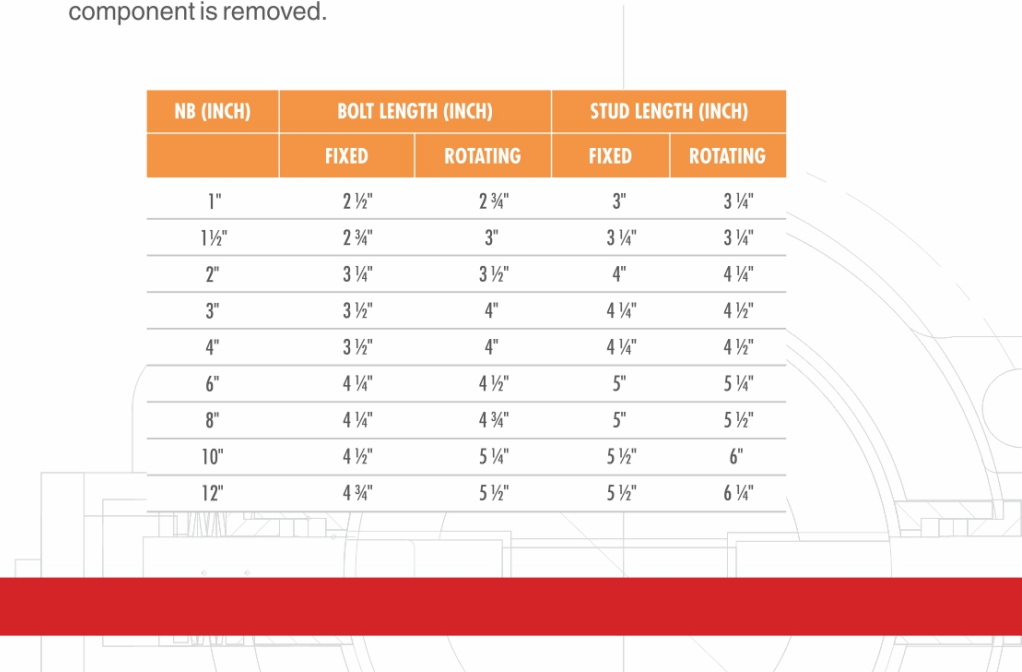 component is removed.
NB (INCH) BOLT LENGTH (INCH) STUD LENGTH (INCH)
FIXED ROTATING FIXED ROTATING
1" 2 ½" 2 ¾" 3" 3 ¼"
1½" 2 ¾" 3" 3 ¼" 3 ¼"
2" 3 ¼" 3 ½" 4" 4 ¼"
3" 3 ½" 4" 4 ¼" 4 ½"
4" 3 ½" 4" 4 ¼" 4 ½"
6" 4 ¼" 4 ½" 5" 5 ¼"
8" 4 ¼" 4 ¾" 5" 5 ½"
10" 4 ½" 5 ¼" 5 ½" 6"
12" 4 ¾" 5 ½" 5 ½" 6 ¼"